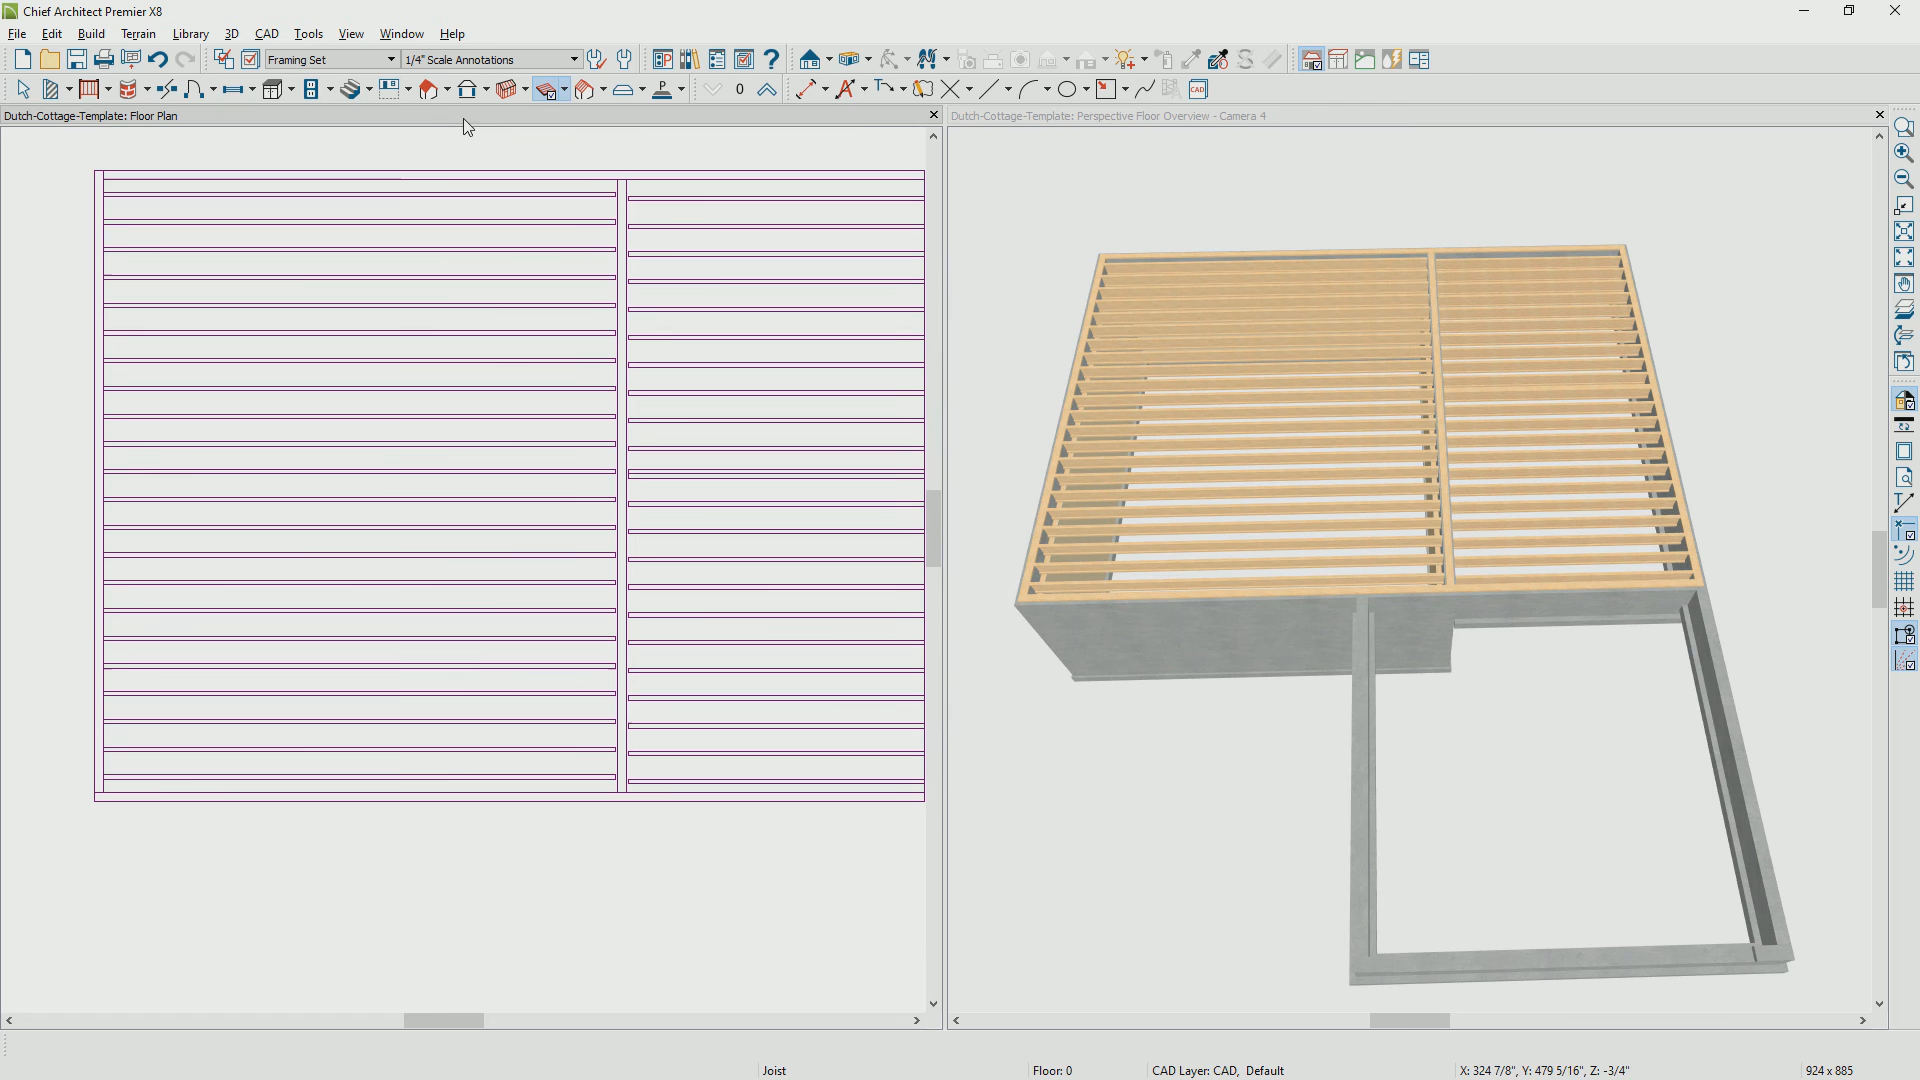 Chief Architect Premier X8
File Edit Build Terrain Library 3D CAD Tools View Window Help
Framing Set 1/4" Scale Annotations
0 CAD
Dutch-Cottage-Template: Floor Plan
Dutch-Cottage-Template: Perspective Floor Overview - Camera 4
Joist Floor: 0 CAD Layer: CAD, Default X: 324 7/8", Y: 479 5/16", Z: -3/4" 924 x 885